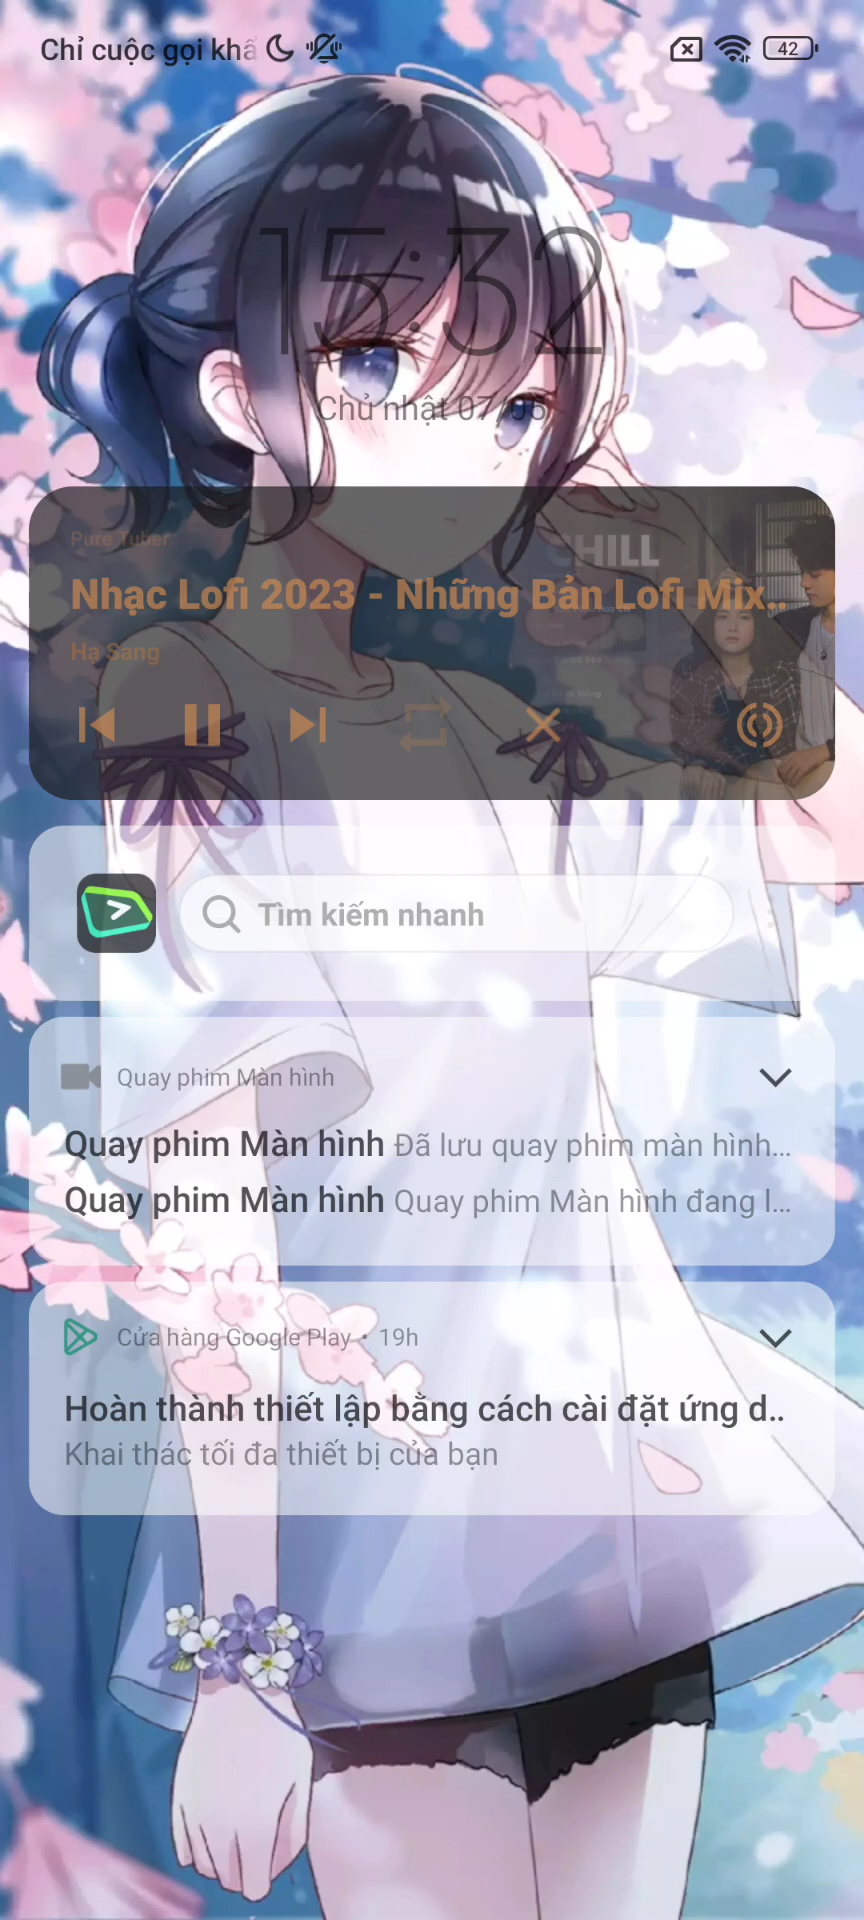 Chỉ cuộc gọi khẩ
42
15:32
Chủ nhật 07/05
Pure Tuber
CHILL
Nhạc Lofi 2023 - Những Bản Lofi Mix..
Hạ Sang
Tìm kiếm nhanh
Quay phim Màn hình
Quay phim Màn hình Đã lưu quay phim màn hình...
Quay phim Màn hình Quay phim Màn hình đang l...
Cửa hàng Google Play • 19h
Hoàn thành thiết lập bằng cách cài đặt ứng d..
Khai thác tối đa thiết bị của bạn